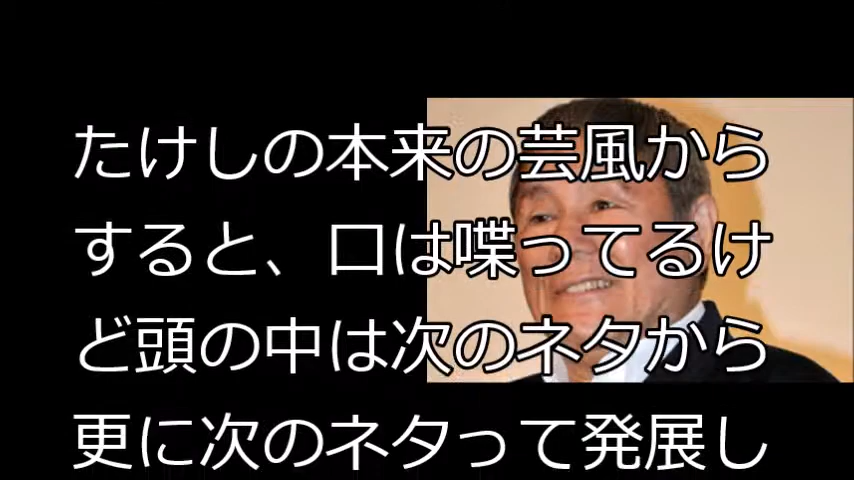 たけしの本来の芸風から
すると、口は喋ってるけ
ど頭の中は次のネタから
更に次のネタって発展し